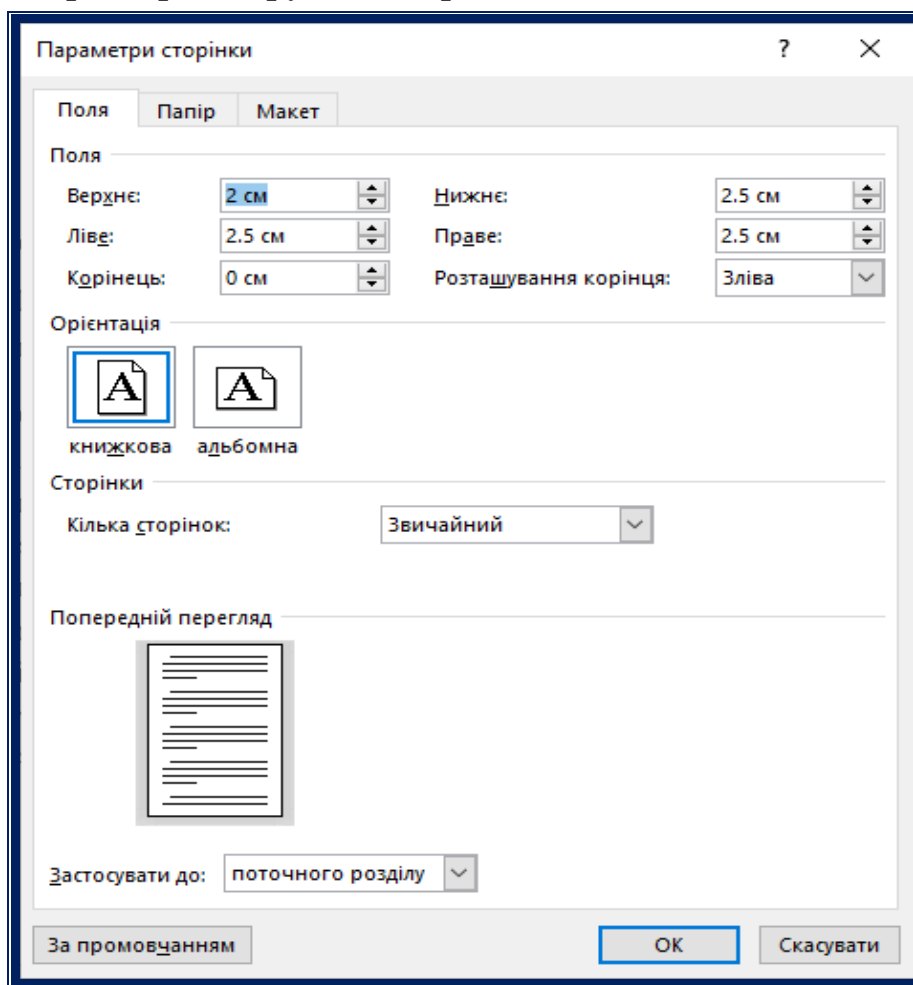 Параметри сторінки ?
Поля Папір Макет
Поля
Верхнє: 2 см Нижнє: 2.5 см
Ліве: 2.5 см Праве: 2.5 см
Корінець: 0 см Розташування корінця: Зліва
Орієнтація
A A
книжкова альбомна
Сторінки
Кілька сторінок: Звичайний
Попередній перегляд
Застосувати до: поточного розділу
За промовчанням ОК Скасувати